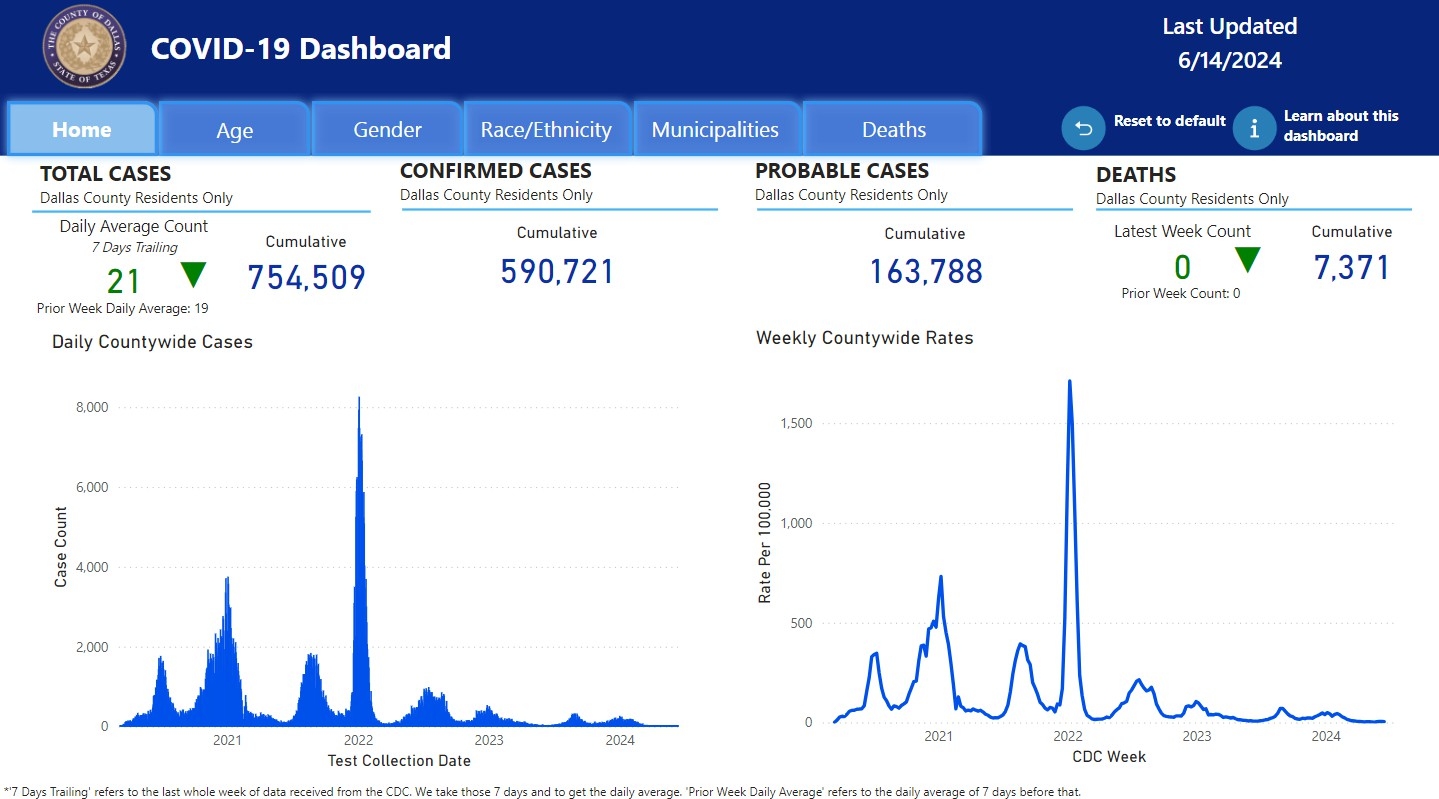 THE COUNTY OF DALLAS
STATE OF TEXAS
COVID-19 Dashboard
Last Updated
6/14/2024
Home
Age
Gender
Race/Ethnicity
Municipalities
Deaths
Reset to default
i
Learn about this
dashboard
TOTAL CASES
Dallas County Residents Only
Daily Average Count
7 Days Trailing
21
Prior Week Daily Average: 19
Cumulative
754,509
CONFIRMED CASES
Dallas County Residents Only
Cumulative
590,721
PROBABLE CASES
Dallas County Residents Only
Cumulative
163,788
DEATHS
Dallas County Residents Only
Latest Week Count
0
Prior Week Count: 0
Cumulative
7,371
Daily Countywide Cases
Case Count
8,000
6,000
4,000
2,000
0
2021
2022
2023
2024
Test Collection Date
Weekly Countywide Rates
Rate Per 100,000
1,500
1,000
500
0
2021
2022
2023
2024
CDC Week
*'7 Days Trailing' refers to the last whole week of data received from the CDC. We take those 7 days and to get the daily average. 'Prior Week Daily Average' refers to the daily average of 7 days before that.